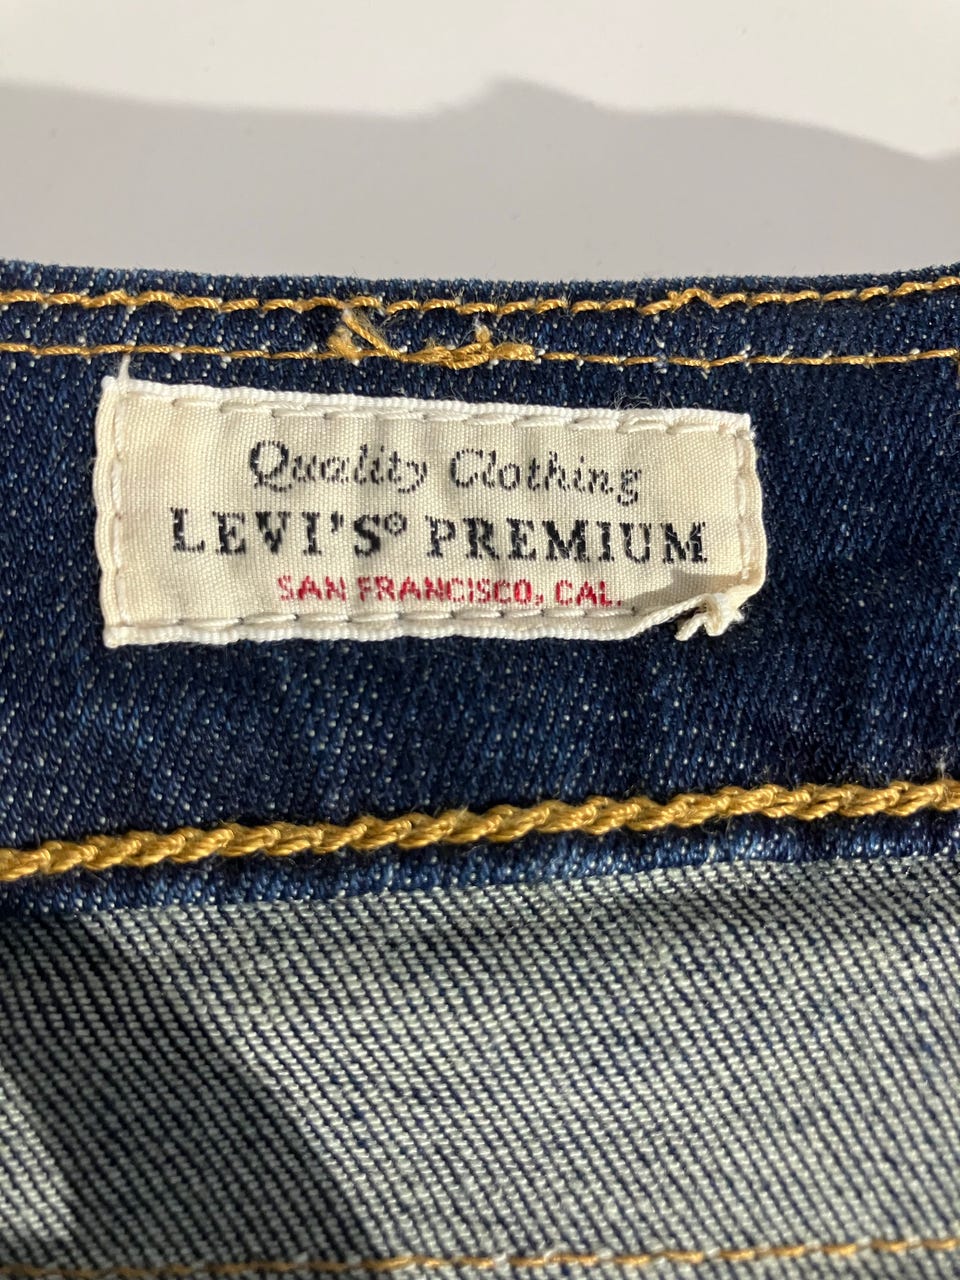 Quality Clothing
LEVI'S® PREMIUM
SAN FRANCISCO, CAL.